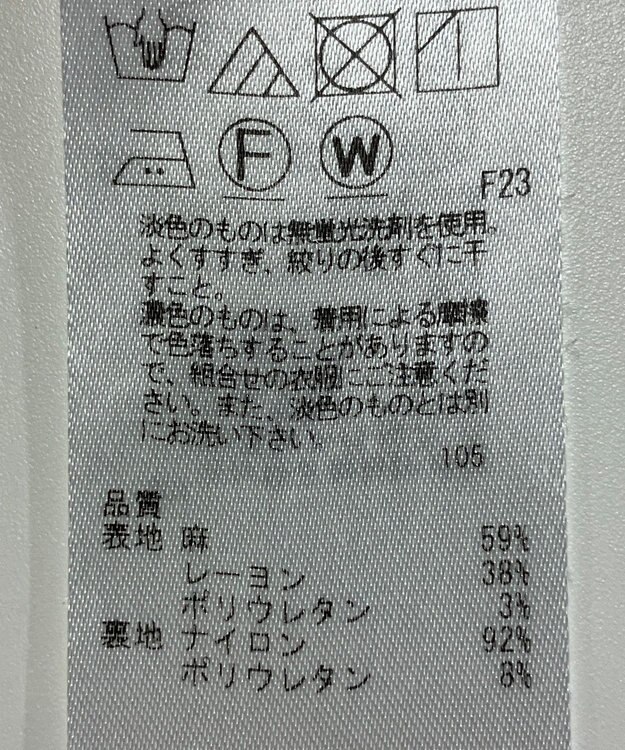 F
W
F23
淡色のものは無蛍光洗剤を使用。
よくすすぎ、絞りの後すぐに干
すこと。
濃色のものは、着用による摩擦
で色落ちすることがありますの
で、組合せの衣服にご注意くだ
さい。また、淡色のものとは別
にお洗い下さい。
105
品質
表地 麻 59%
レーヨン 38%
ポリウレタン 3%
裏地 ナイロン 92%
ポリウレタン 8%